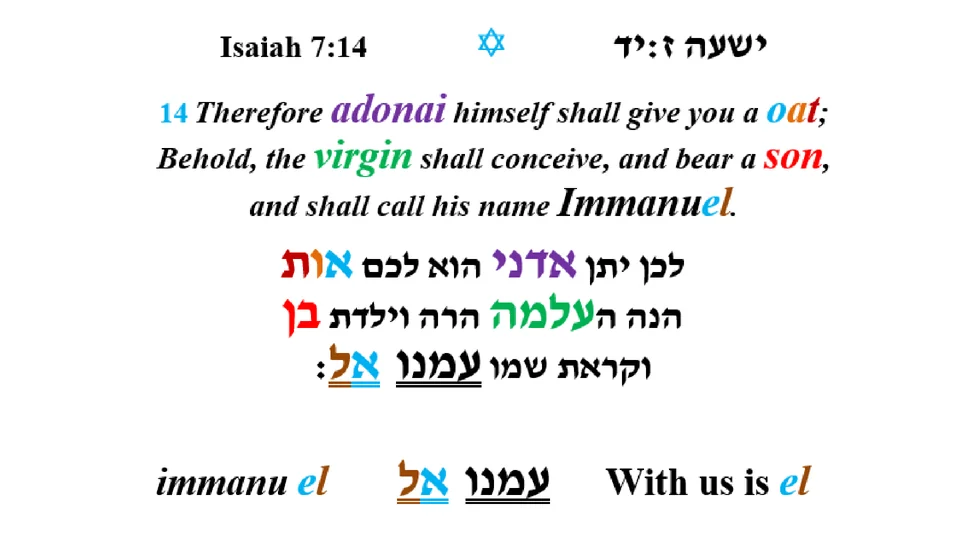 Isaiah 7:14 ✡ ישעה ז:יד
14 Therefore adonai himself shall give you a oat;
Behold, the virgin shall conceive, and bear a son,
and shall call his name Immanuel.
לכן יתן אדני הוא לכם אות
הנה העלמה הרה וילדת בן
וקראת שמו עמנו אל:
immanu el עמנו אל With us is el